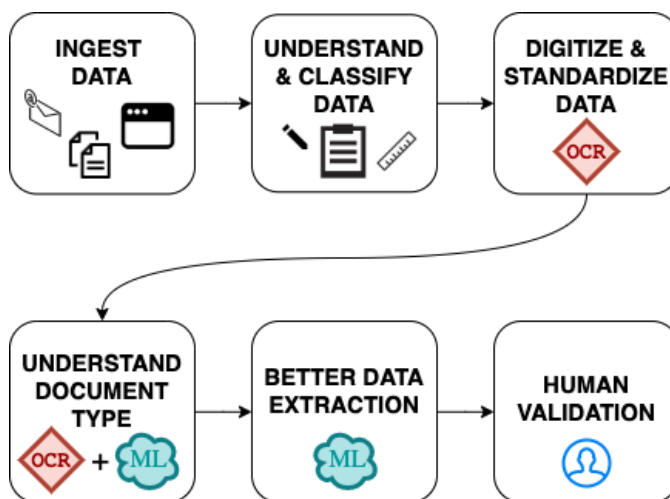 INGEST
DATA
@
UNDERSTAND
& CLASSIFY
DATA
DIGITIZE &
STANDARDIZE
DATA
OCR
UNDERSTAND
DOCUMENT
TYPE
OCR + ML
BETTER DATA
EXTRACTION
ML
HUMAN
VALIDATION